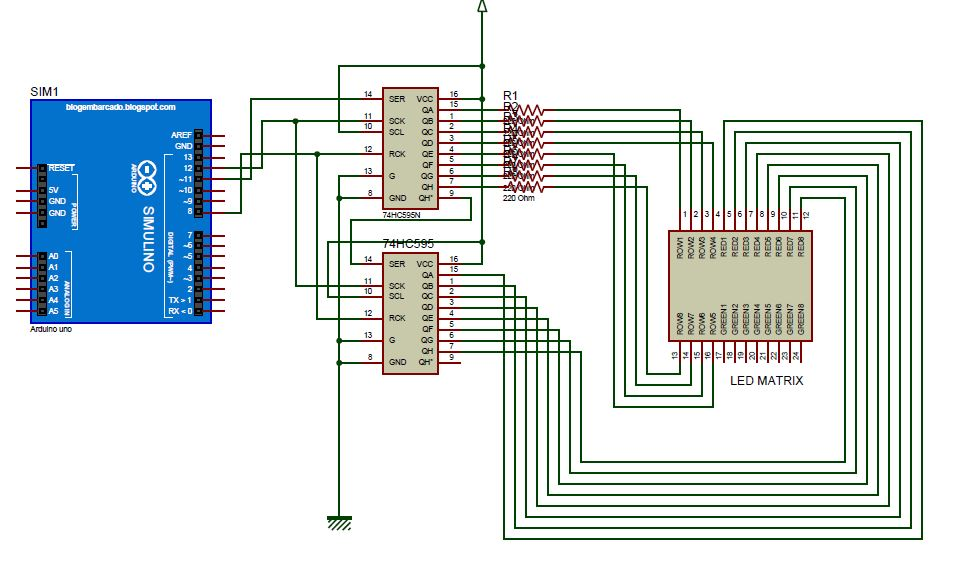 SIM1
blogembarcado.blogspot.com
AREF
GND
13
12
~11
~10
~9
8
7
~6
~5
4
~3
2
TX > 1
RX < 0
RESET
5V
GND
GND
POWER
A0
A1
A2
A3
A4
A5
ANALOG IN
ARDUINO
SIMULINO
DIGITAL (PWM~)
Arduino uno
14 SER VCC 16
QA 15
11 SCK QB 1
10 SCL QC 2
QD 3
12 RCK QE 4
QF 5
13 G QG 6
QH 7
8 GND QH' 9
74HC595N
74HC595
14 SER VCC 16
QA 15
11 SCK QB 1
10 SCL QC 2
QD 3
12 RCK QE 4
QF 5
13 G QG 6
QH 7
8 GND QH' 9
R1
R2
220 Ohm
1 2 3 4 5 6 7 8 9 10 11 12
ROW1 ROW2 ROW3 ROW4 RED1 RED2 RED3 RED4 RED5 RED6 RED7 RED8
ROW8 ROW7 ROW6 ROW5 GREEN1 GREEN2 GREEN3 GREEN4 GREEN5 GREEN6 GREEN7 GREEN8
13 14 15 16 17 18 19 20 21 22 23 24
LED MATRIX